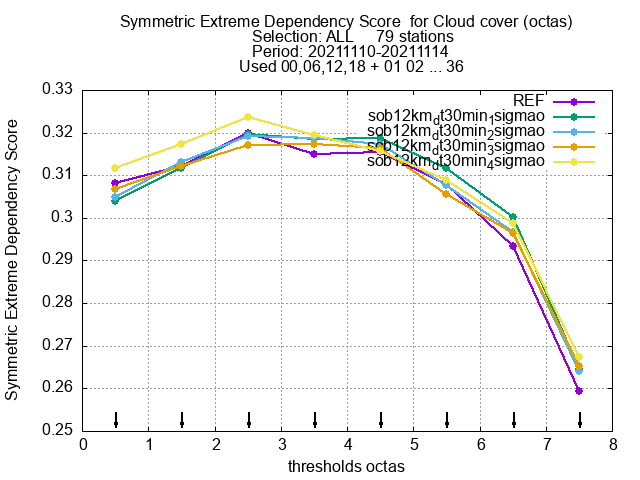 Symmetric Extreme Dependency Score for Cloud cover (octas)
Selection: ALL 79 stations
Period: 20211110-20211114
Used 00,06,12,18 + 01 02 ... 36
REF
sob12km_dt30min_1sigmao
sob12km_dt30min_2sigmao
sob12km_dt30min_3sigmao
sob12km_dt30min_4sigmao
Symmetric Extreme Dependency Score
0.33
0.32
0.31
0.3
0.29
0.28
0.27
0.26
0.25
0 1 2 3 4 5 6 7 8
thresholds octas